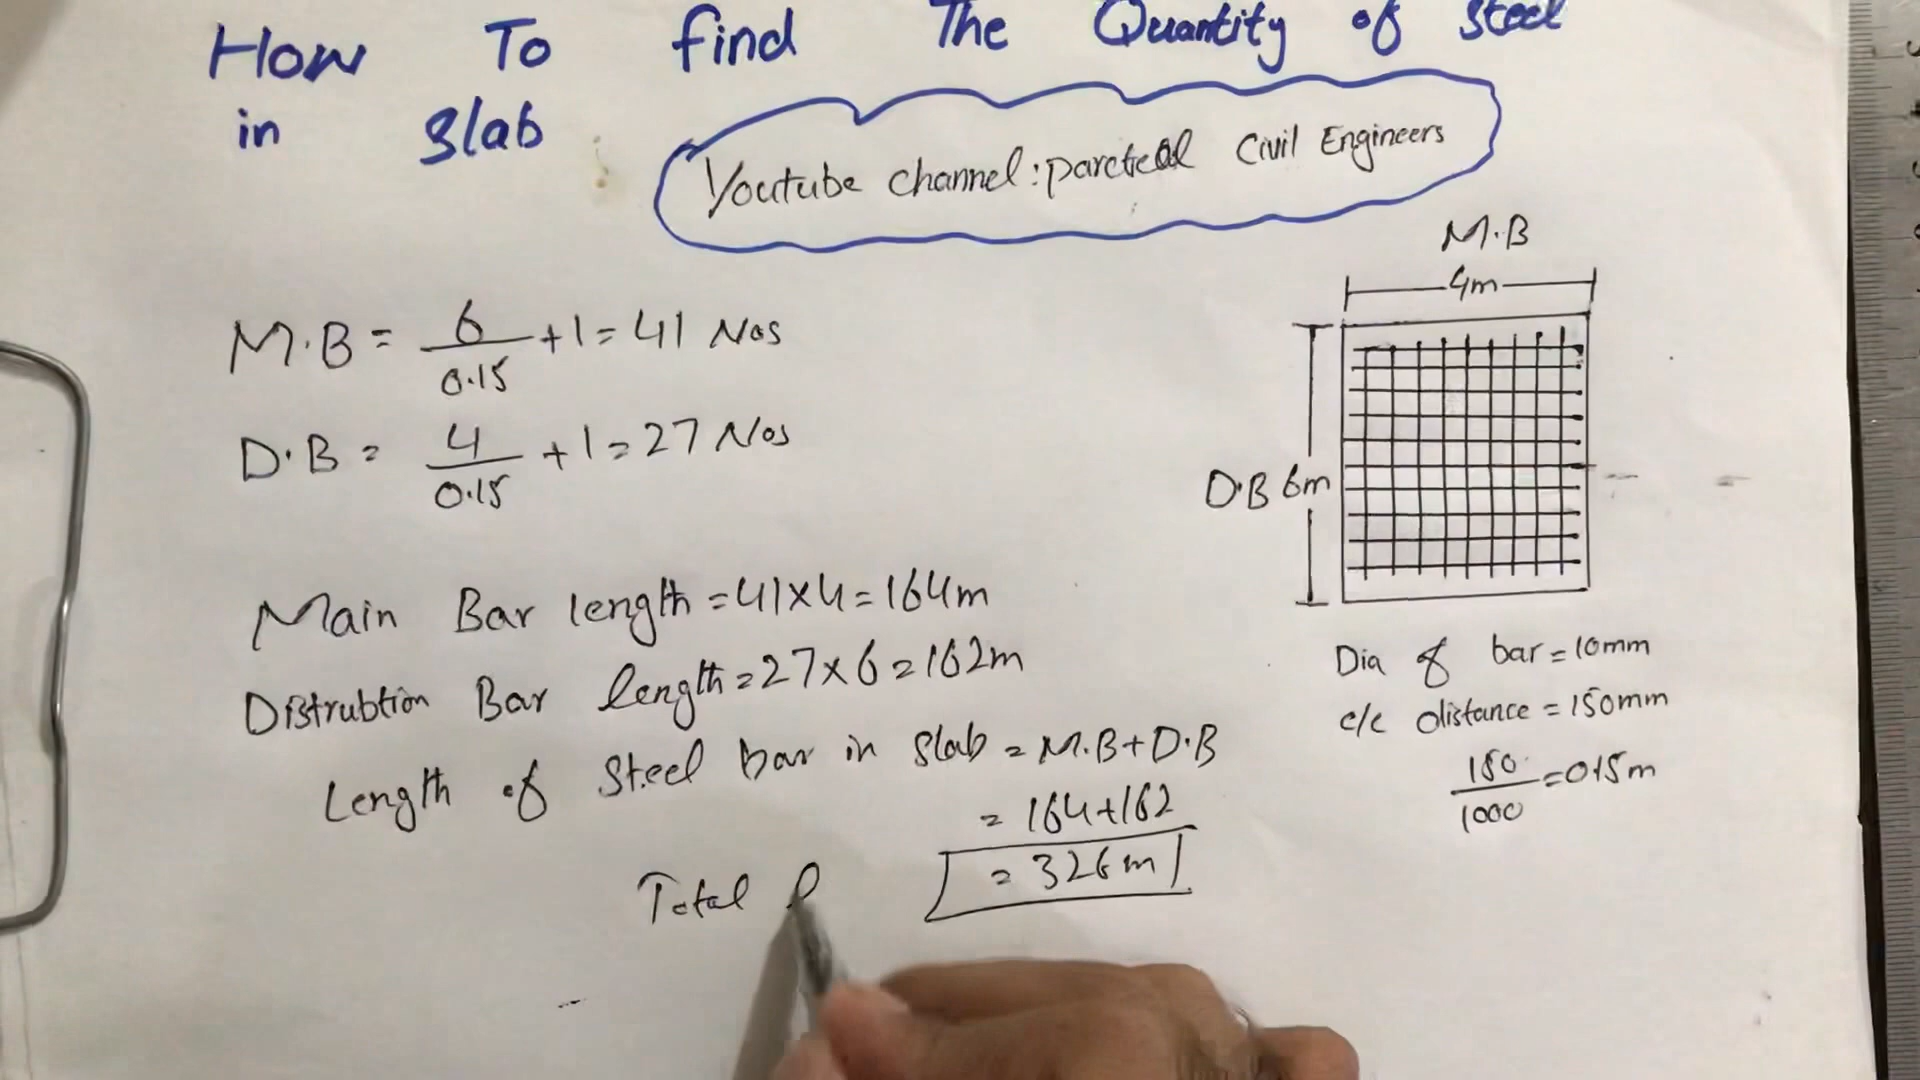 How To find The Quantity of steel
in slab
Youtube channel: parctical Civil Engineers
M.B = 6/0.15 + 1 = 41 Nos
D.B = 4/0.15 + 1 = 27 Nos
Main Bar length = 41×4 = 164m
Distrubtion Bar length = 27×6 = 162m
Length of steel bar in slab = M.B + D.B
= 164+162
= 326m
Total l
M.B
4m
D.B 6m
Dia of bar = 10mm
c/c distance = 150mm
150/1000 = 0.15m